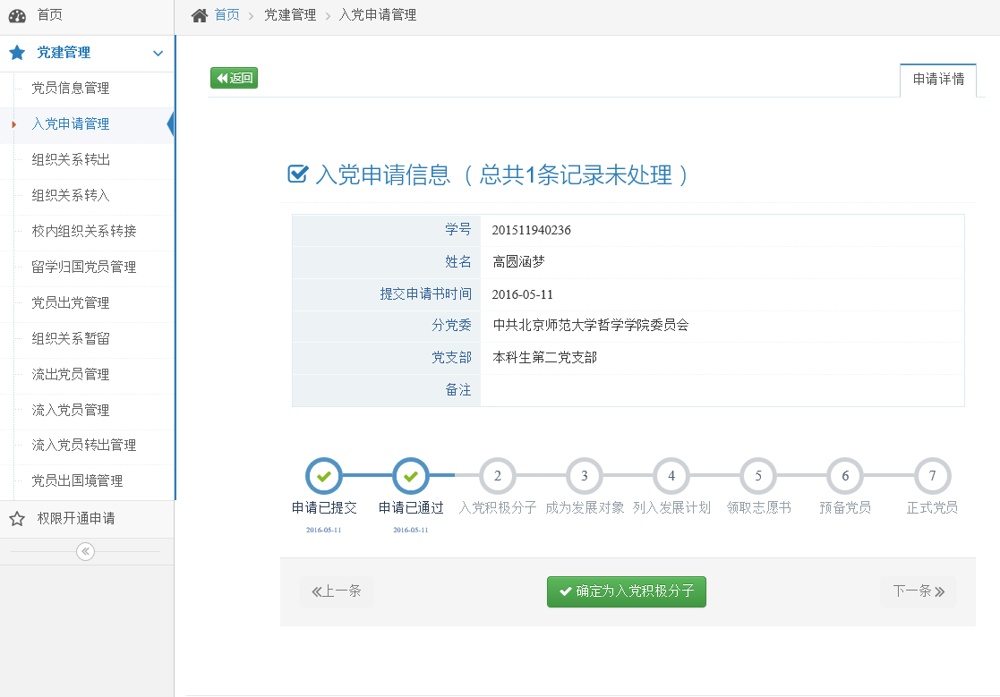 首页
首页 党建管理 入党申请管理
党建管理
党员信息管理
入党申请管理
组织关系转出
组织关系转入
校内组织关系转接
留学归国党员管理
党员出党管理
组织关系暂留
流出党员管理
流入党员管理
流入党员转出管理
党员出国境管理
权限开通申请
返回
申请详情
入党申请信息 （ 总共1条记录未处理 ）
学号 201511940236
姓名 高圆涵梦
提交申请书时间 2016-05-11
分党委 中共北京师范大学哲学学院委员会
党支部 本科生第二党支部
备注
2 3 4 5 6 7
申请已提交 申请已通过 入党积极分子 成为发展对象 列入发展计划 领取志愿书 预备党员 正式党员
2016-05-11 2016-05-11
上一条 确定为入党积极分子 下一条